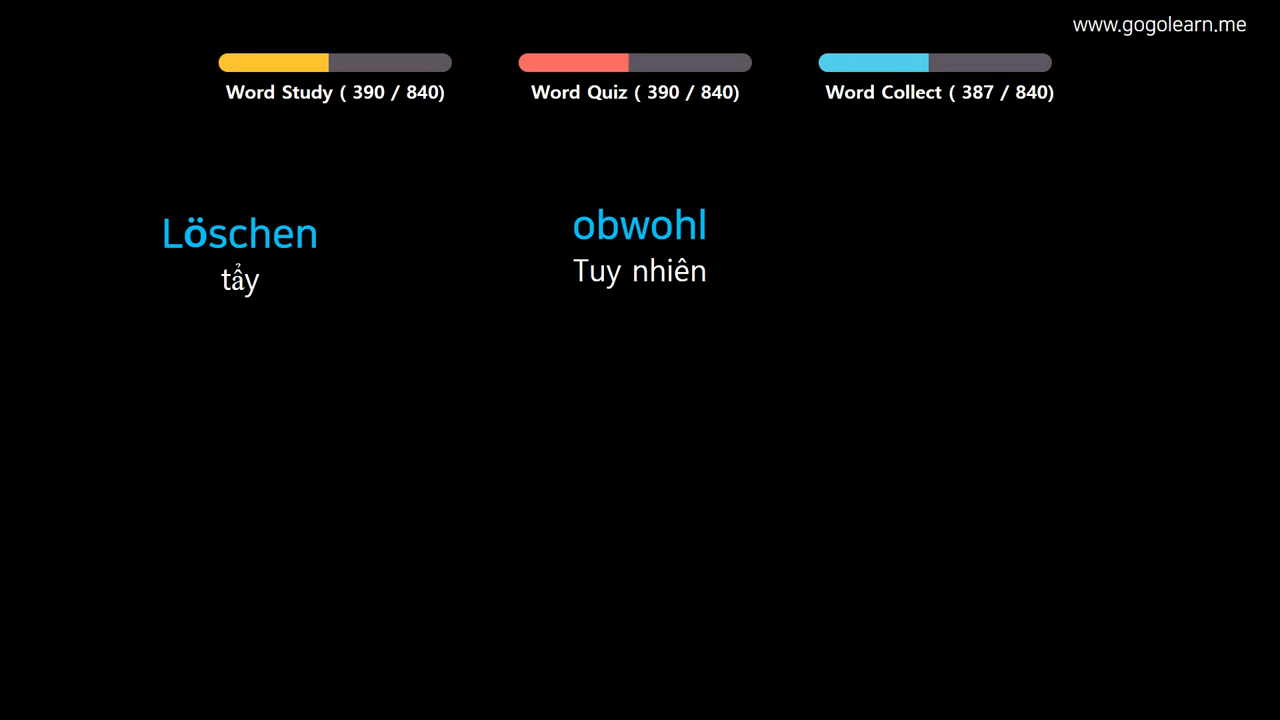 www.gogolearn.me
Word Study ( 390 / 840)
Word Quiz ( 390 / 840)
Word Collect ( 387 / 840)
Löschen
tẩy
obwohl
Tuy nhiên